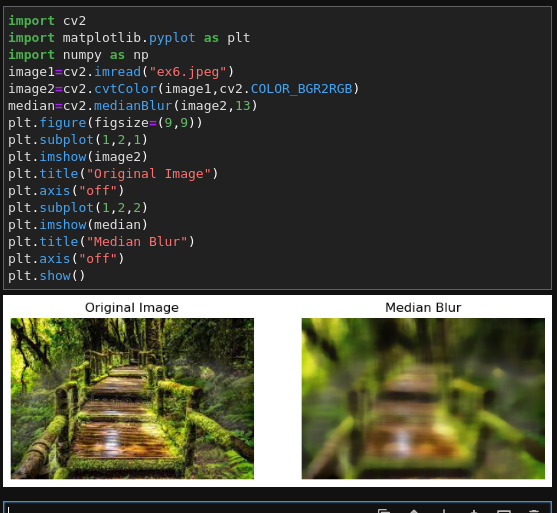 import cv2
import matplotlib.pyplot as plt
import numpy as np
image1=cv2.imread("ex6.jpeg")
image2=cv2.cvtColor(image1,cv2.COLOR_BGR2RGB)
median=cv2.medianBlur(image2,13)
plt.figure(figsize=(9,9))
plt.subplot(1,2,1)
plt.imshow(image2)
plt.title("Original Image")
plt.axis("off")
plt.subplot(1,2,2)
plt.imshow(median)
plt.title("Median Blur")
plt.axis("off")
plt.show()
Original Image
Median Blur